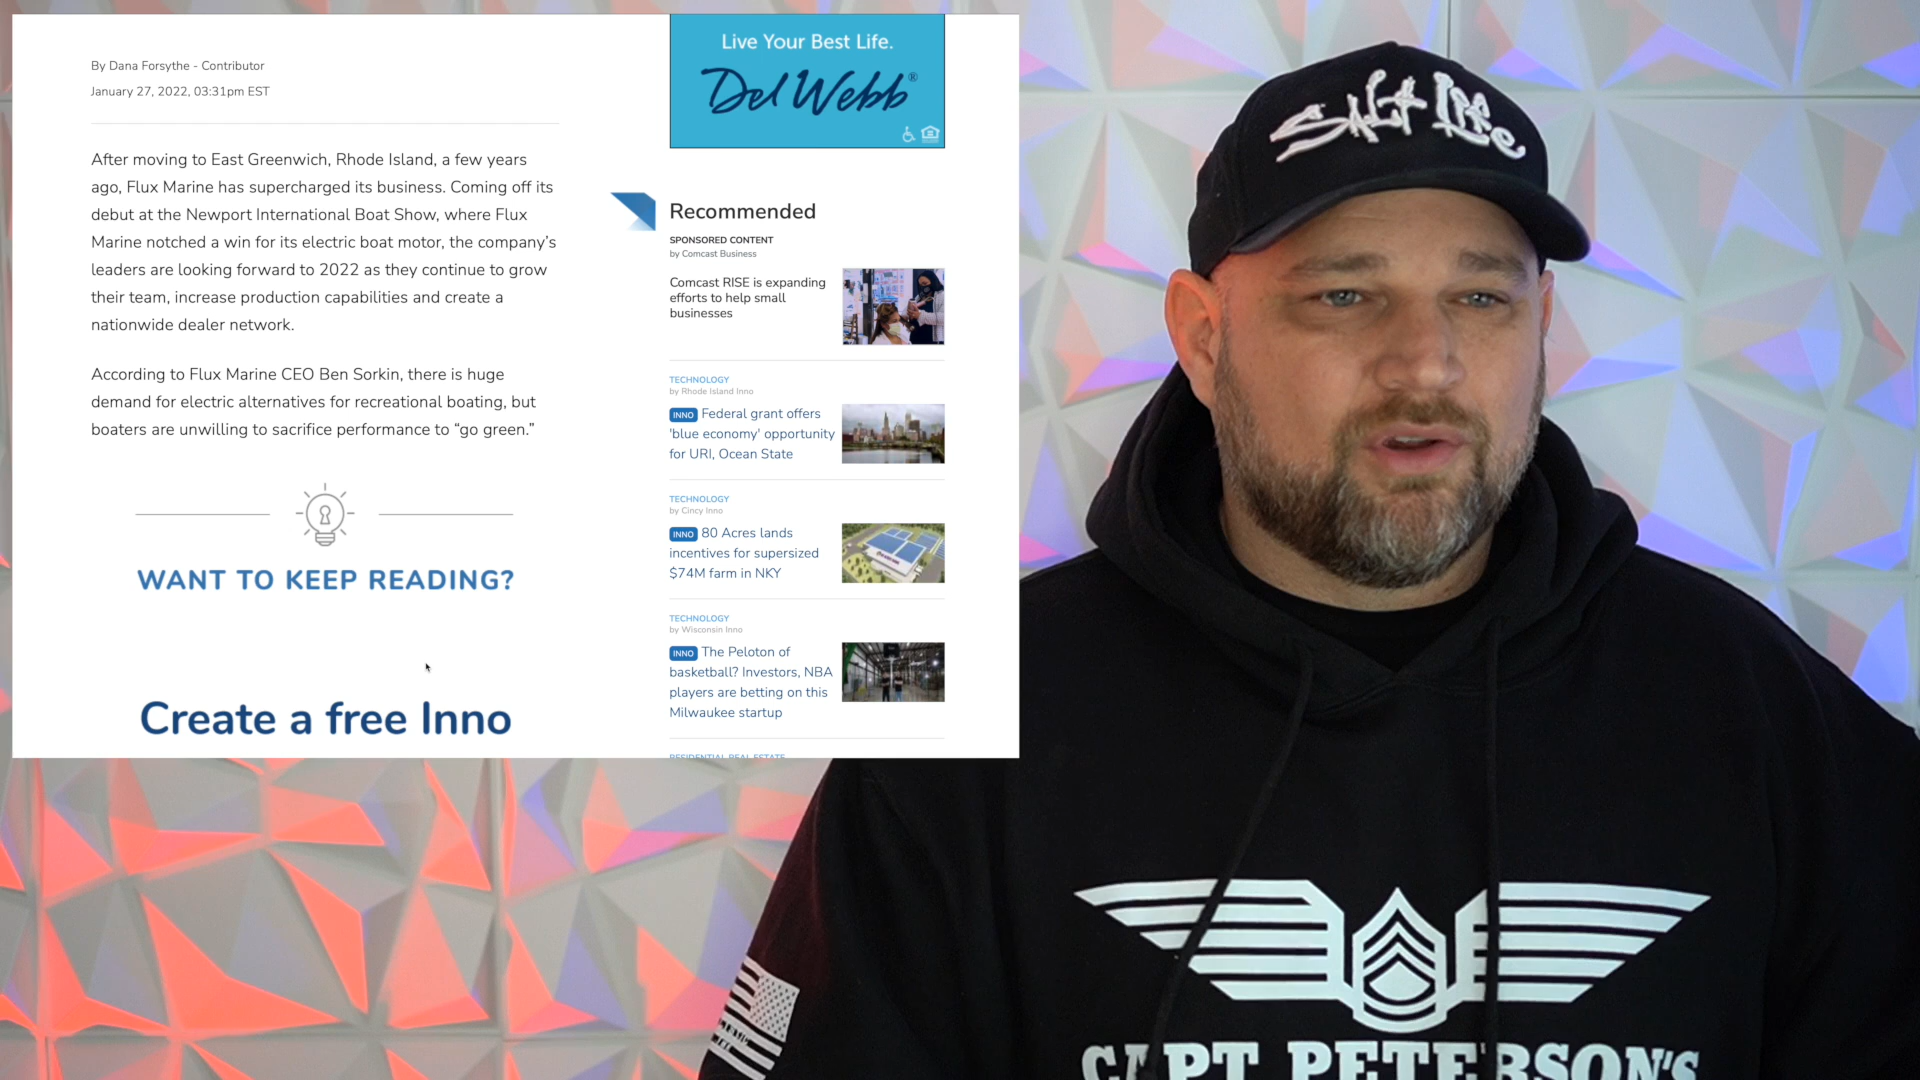 By Dana Forsythe - Contributor
January 27, 2022, 03:31pm EST
After moving to East Greenwich, Rhode Island, a few years
ago, Flux Marine has supercharged its business. Coming off its
debut at the Newport International Boat Show, where Flux
Marine notched a win for its electric boat motor, the company’s
leaders are looking forward to 2022 as they continue to grow
their team, increase production capabilities and create a
nationwide dealer network.
According to Flux Marine CEO Ben Sorkin, there is huge
demand for electric alternatives for recreational boating, but
boaters are unwilling to sacrifice performance to “go green.”
WANT TO KEEP READING?
Create a free Inno
Live Your Best Life.
Del Webb®
Recommended
SPONSORED CONTENT
by Comcast Business
Comcast RISE is expanding
efforts to help small
businesses
TECHNOLOGY
by Rhode Island Inno
INNO Federal grant offers
'blue economy' opportunity
for URI, Ocean State
TECHNOLOGY
by Cincy Inno
INNO 80 Acres lands
incentives for supersized
$74M farm in NKY
TECHNOLOGY
by Wisconsin Inno
INNO The Peloton of
basketball? Investors, NBA
players are betting on this
Milwaukee startup
RESIDENTIAL REAL ESTATE
SALT LIFE
CAPT PETERSON'S